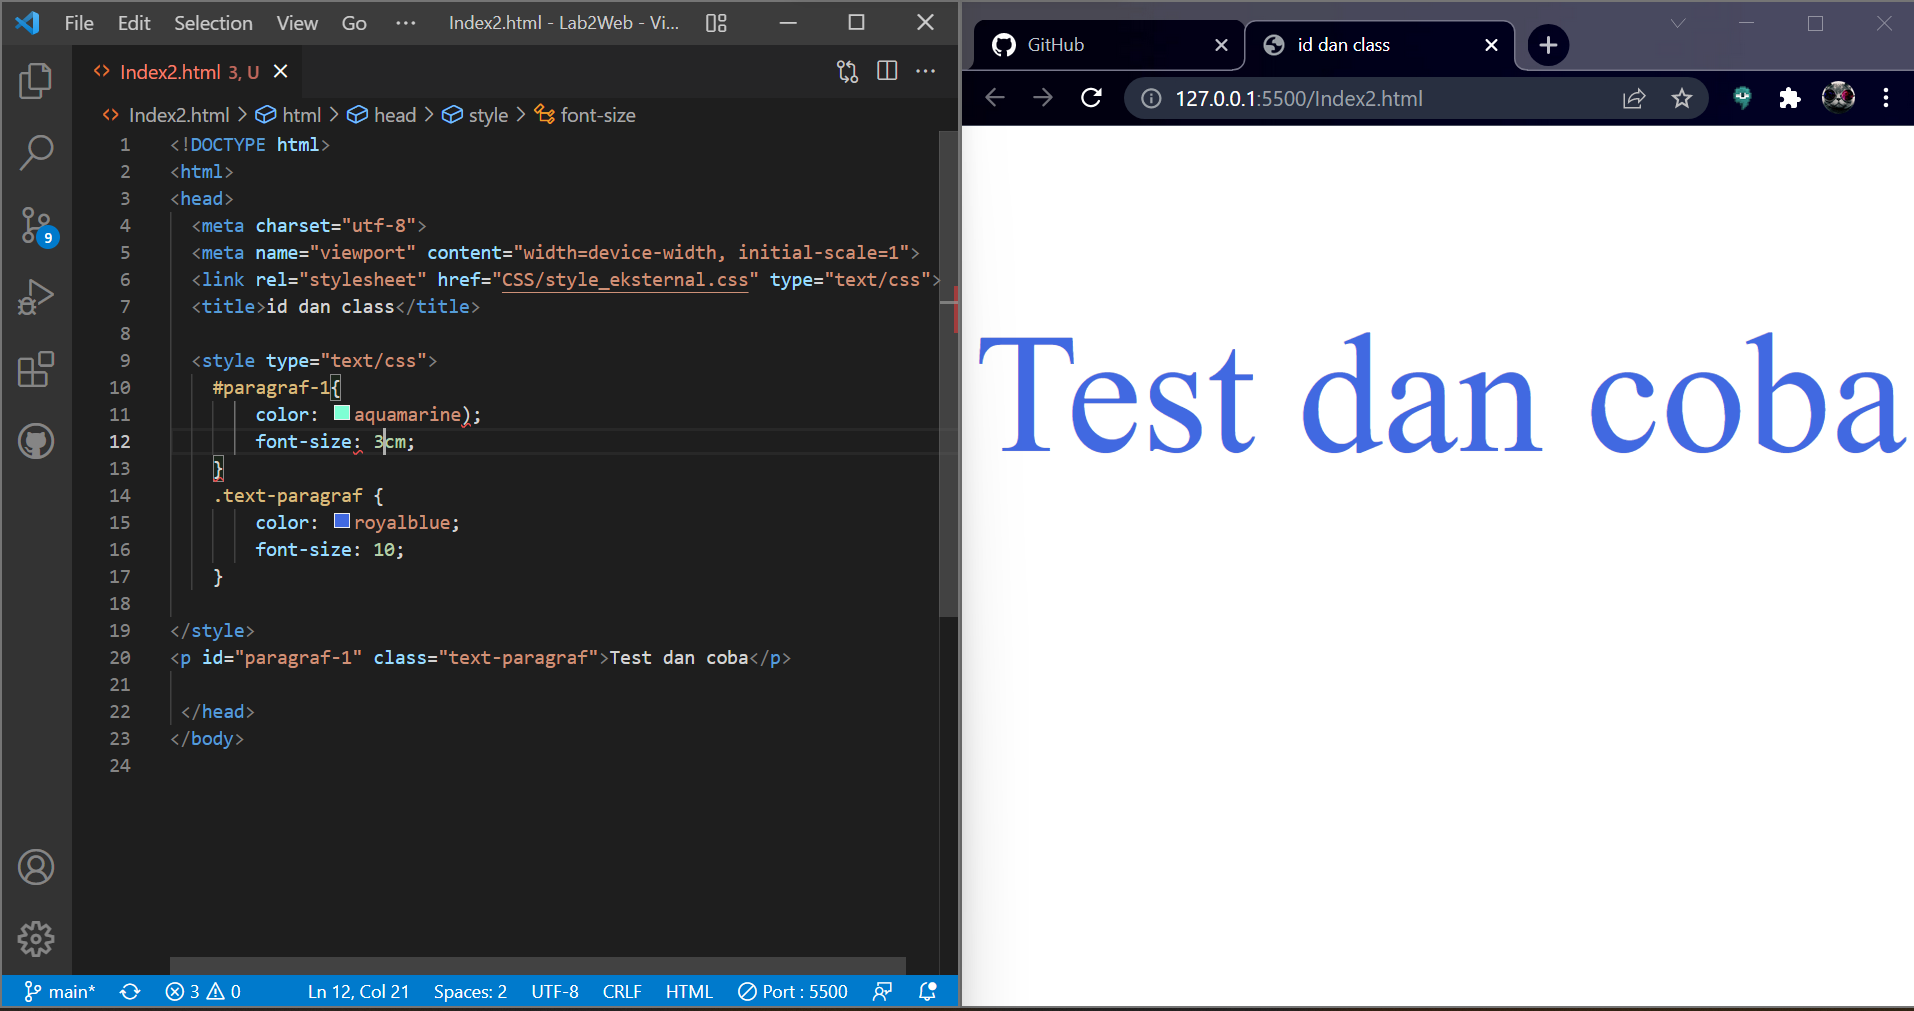 File Edit Selection View Go ··· Index2.html - Lab2Web - Vi...
Index2.html 3, U
Index2.html > html > head > style > font-size
1 <!DOCTYPE html>
2 <html>
3 <head>
4 <meta charset="utf-8">
5 <meta name="viewport" content="width=device-width, initial-scale=1">
6 <link rel="stylesheet" href="CSS/style_eksternal.css" type="text/css">
7 <title>id dan class</title>
8
9 <style type="text/css">
10 #paragraf-1{
11 color: aquamarine);
12 font-size: 3cm;
13 }
14 .text-paragraf {
15 color: royalblue;
16 font-size: 10;
17 }
18
19 </style>
20 <p id="paragraf-1" class="text-paragraf">Test dan coba</p>
21
22 </head>
23 </body>
24
9
main* 3 0 Ln 12, Col 21 Spaces: 2 UTF-8 CRLF HTML Port : 5500
GitHub
id dan class
127.0.0.1:5500/Index2.html
Test dan coba